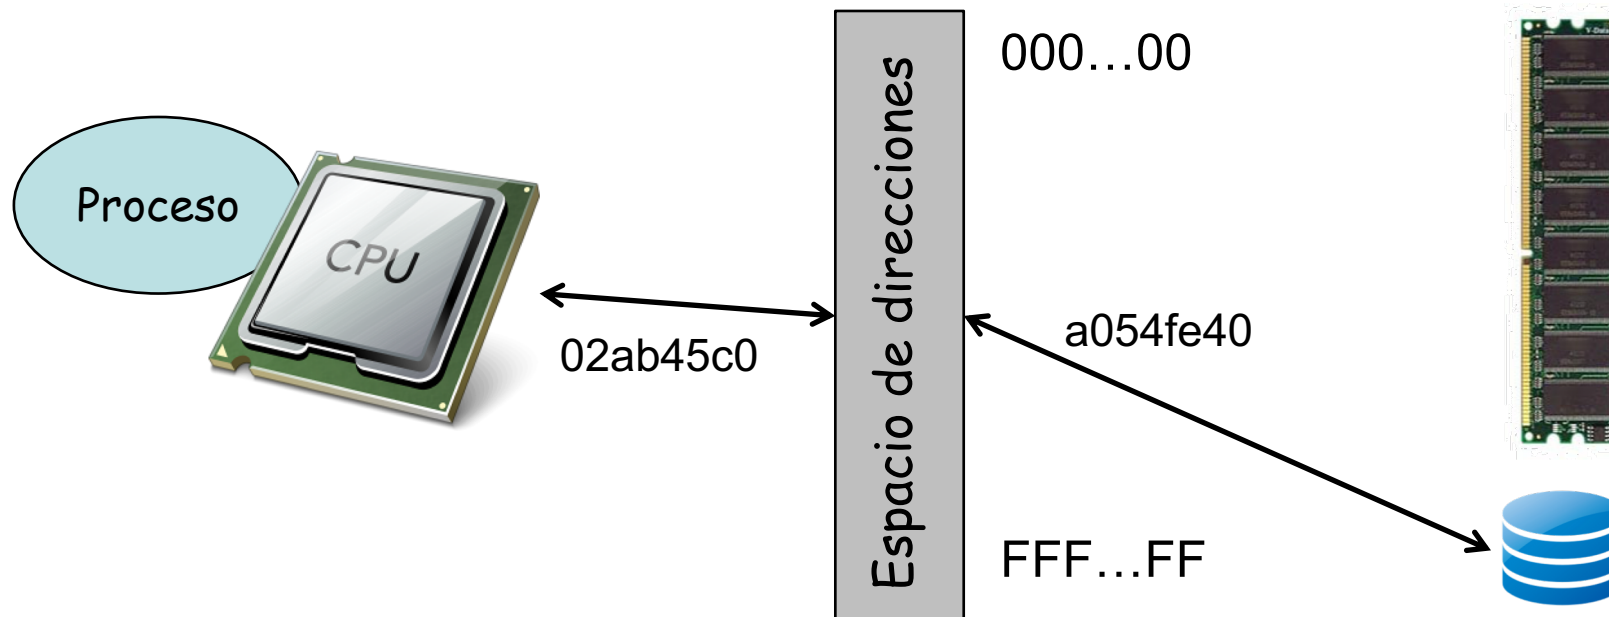 Proceso
CPU
02ab45c0
Espacio de direcciones
000…00
a054fe40
FFF…FF